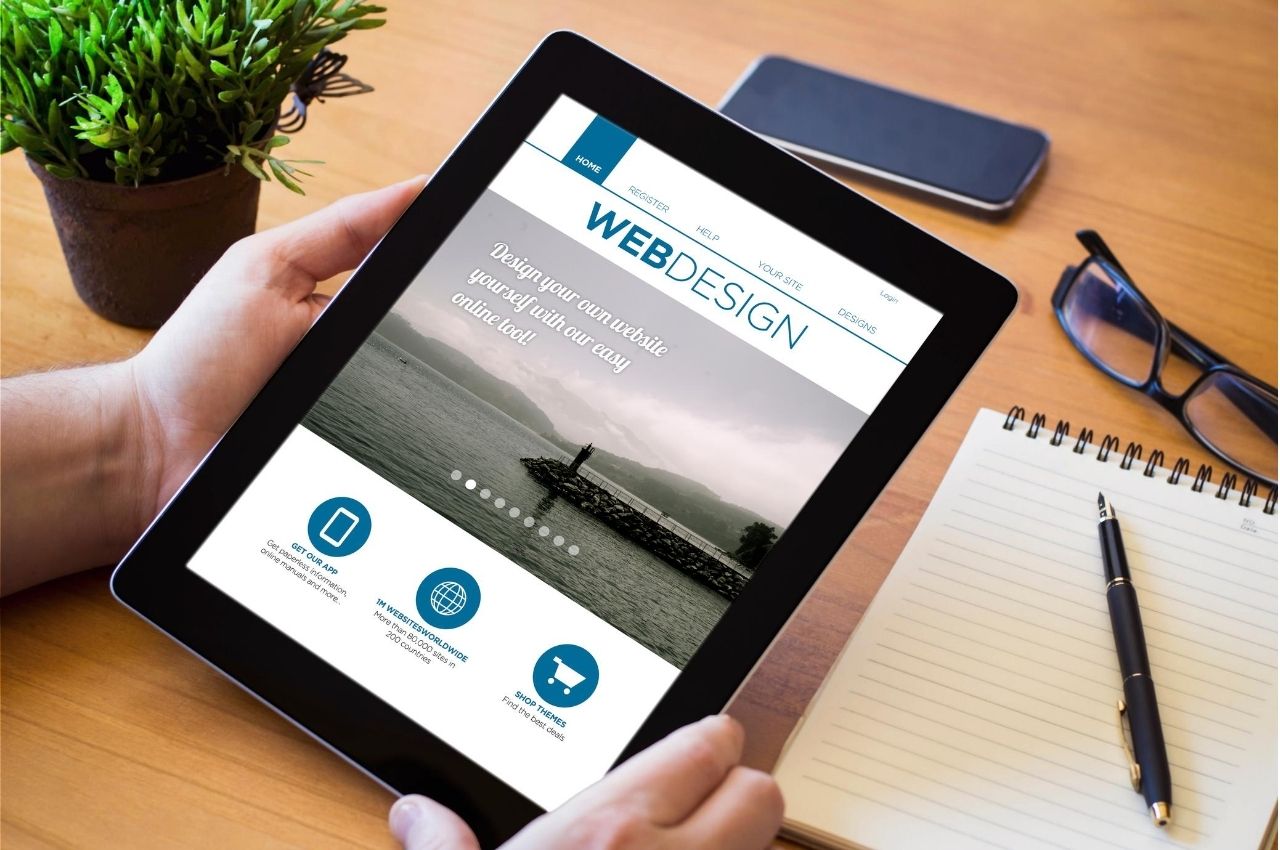 HOME
REGISTER
HELP
YOUR SITE
DESIGNS
Login
WEBDESIGN
Design your own website
yourself with our easy
online tool!
GET OUR APP
Get paperless information,
online manuals and more...
1M WEBSITESWORLDWIDE
More than 80.000 sites in
200 countries
SHOP THEMES
Find the best deals
NO.
Date